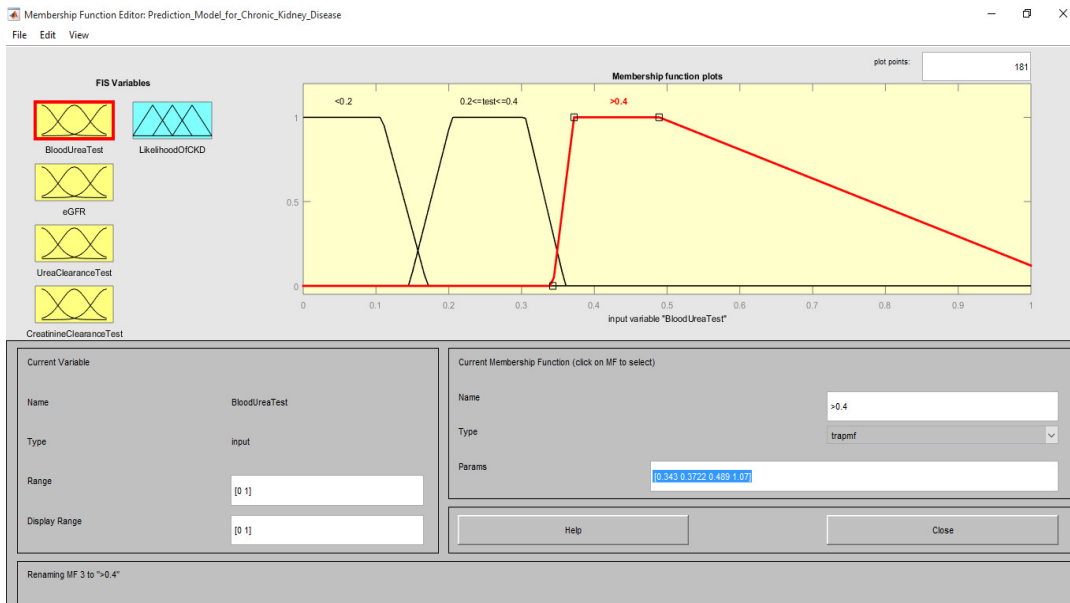 Membership Function Editor: Prediction_Model_for_Chronic_Kidney_Disease
File Edit View
FIS Variables
BloodUreaTest
LikelihoodOfCKD
eGFR
UreaClearanceTest
CreatinineClearanceTest
plot points:
181
Membership function plots
<0.2
0.2<=test<=0.4
>0.4
1
0.5
0
0 0.1 0.2 0.3 0.4 0.5 0.6 0.7 0.8 0.9 1
input variable "BloodUreaTest"
Current Variable
Name
BloodUreaTest
Type
input
Range
[0 1]
Display Range
[0 1]
Current Membership Function (click on MF to select)
Name
>0.4
Type
trapmf
Params
[0.343 0.3722 0.489 1.07]
Help
Close
Renaming MF 3 to ">0.4"